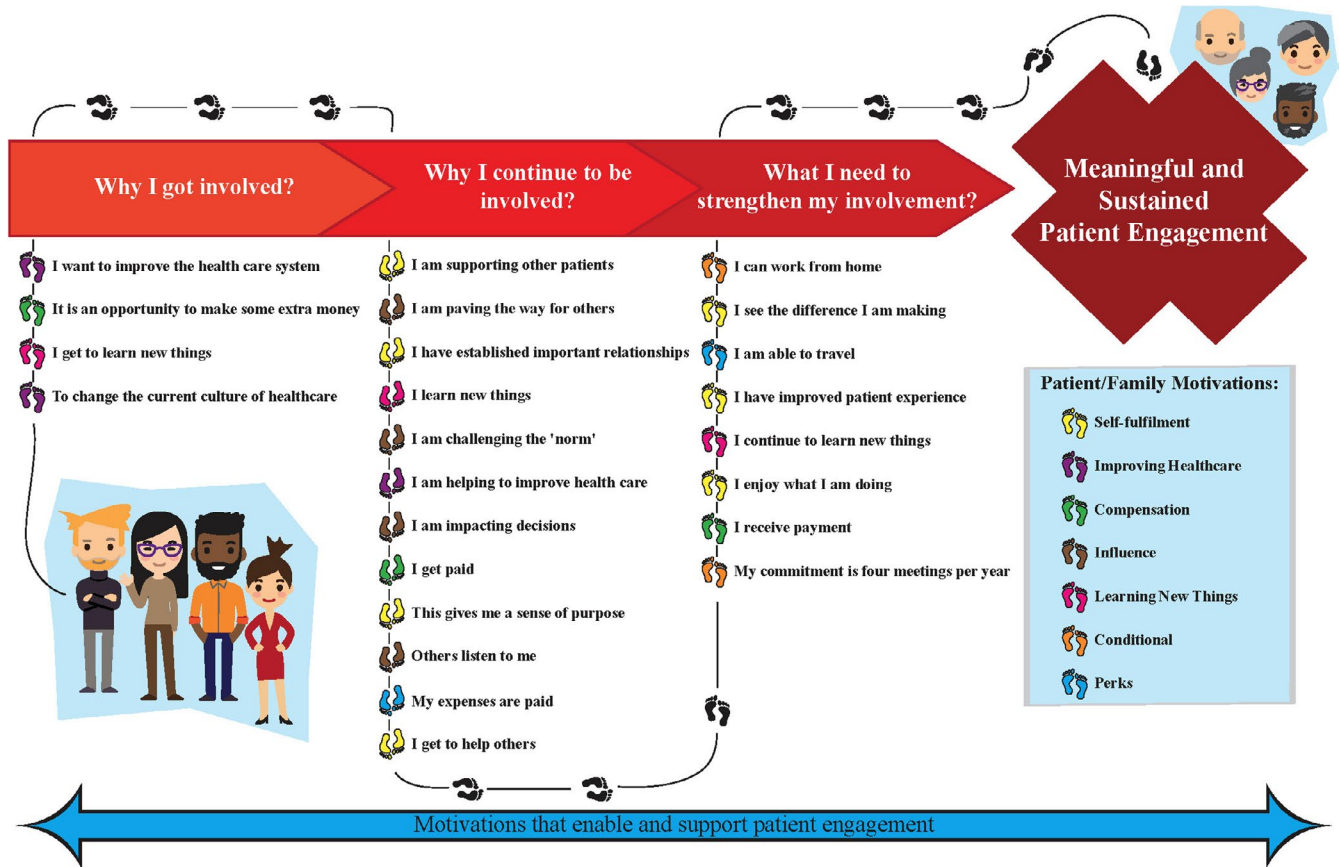 Why I got involved?
Why I continue to be
involved?
What I need to
strengthen my involvement?
Meaningful and
Sustained
Patient Engagement
I want to improve the health care system
It is an opportunity to make some extra money
I get to learn new things
To change the current culture of healthcare
I am supporting other patients
I am paving the way for others
I have established important relationships
I learn new things
I am challenging the 'norm'
I am helping to improve health care
I am impacting decisions
I get paid
This gives me a sense of purpose
Others listen to me
My expenses are paid
I get to help others
I can work from home
I see the difference I am making
I am able to travel
I have improved patient experience
I continue to learn new things
I enjoy what I am doing
I receive payment
My commitment is four meetings per year
Patient/Family Motivations:
Self-fulfilment
Improving Healthcare
Compensation
Influence
Learning New Things
Conditional
Perks
Motivations that enable and support patient engagement